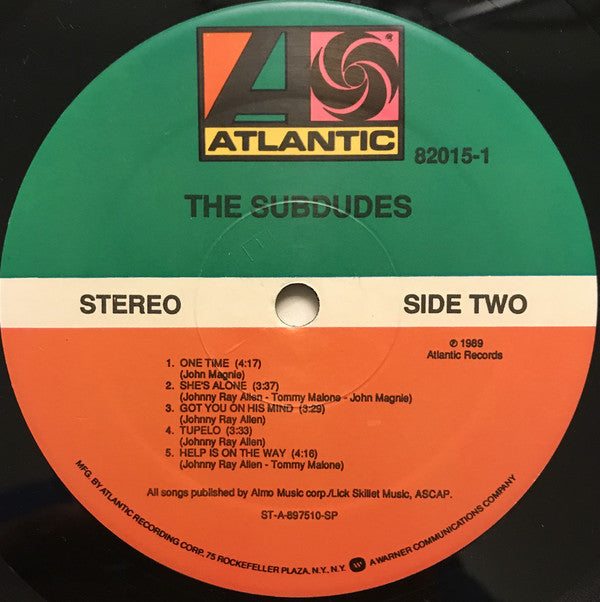 ATLANTIC
®
82015-1
THE SUBDUDES
STEREO
SIDE TWO
℗ 1989
Atlantic Records
1. ONE TIME (4:17)
(John Magnie)
2. SHE'S ALONE (3:37)
(Johnny Ray Allen - Tommy Malone - John Magnie)
3. GOT YOU ON HIS MIND (3:29)
(Johnny Ray Allen)
4. TUPELO (3:33)
(Johnny Ray Allen)
5. HELP IS ON THE WAY (4:16)
(Johnny Ray Allen - Tommy Malone)
All songs published by Almo Music corp./Lick Skillet Music, ASCAP.
ST-A-897510-SP
MFG. BY ATLANTIC RECORDING CORP. 75 ROCKEFELLER PLAZA, N.Y., N.Y. A WARNER COMMUNICATIONS COMPANY